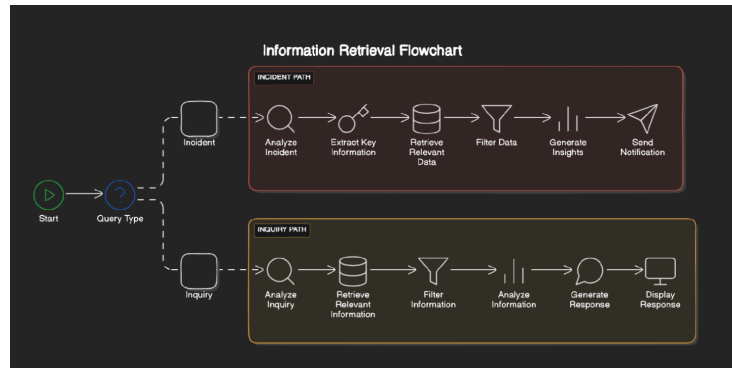 Information Retrieval Flowchart
INCIDENT PATH
Incident
Analyze
Incident
Extract Key
Information
Retrieve
Relevant
Data
Filter Data
Generate
Insights
Send
Notification
Start
Query Type
INQUIRY PATH
Inquiry
Analyze
Inquiry
Retrieve
Relevant
Information
Filter
Information
Analyze
Information
Generate
Response
Display
Response